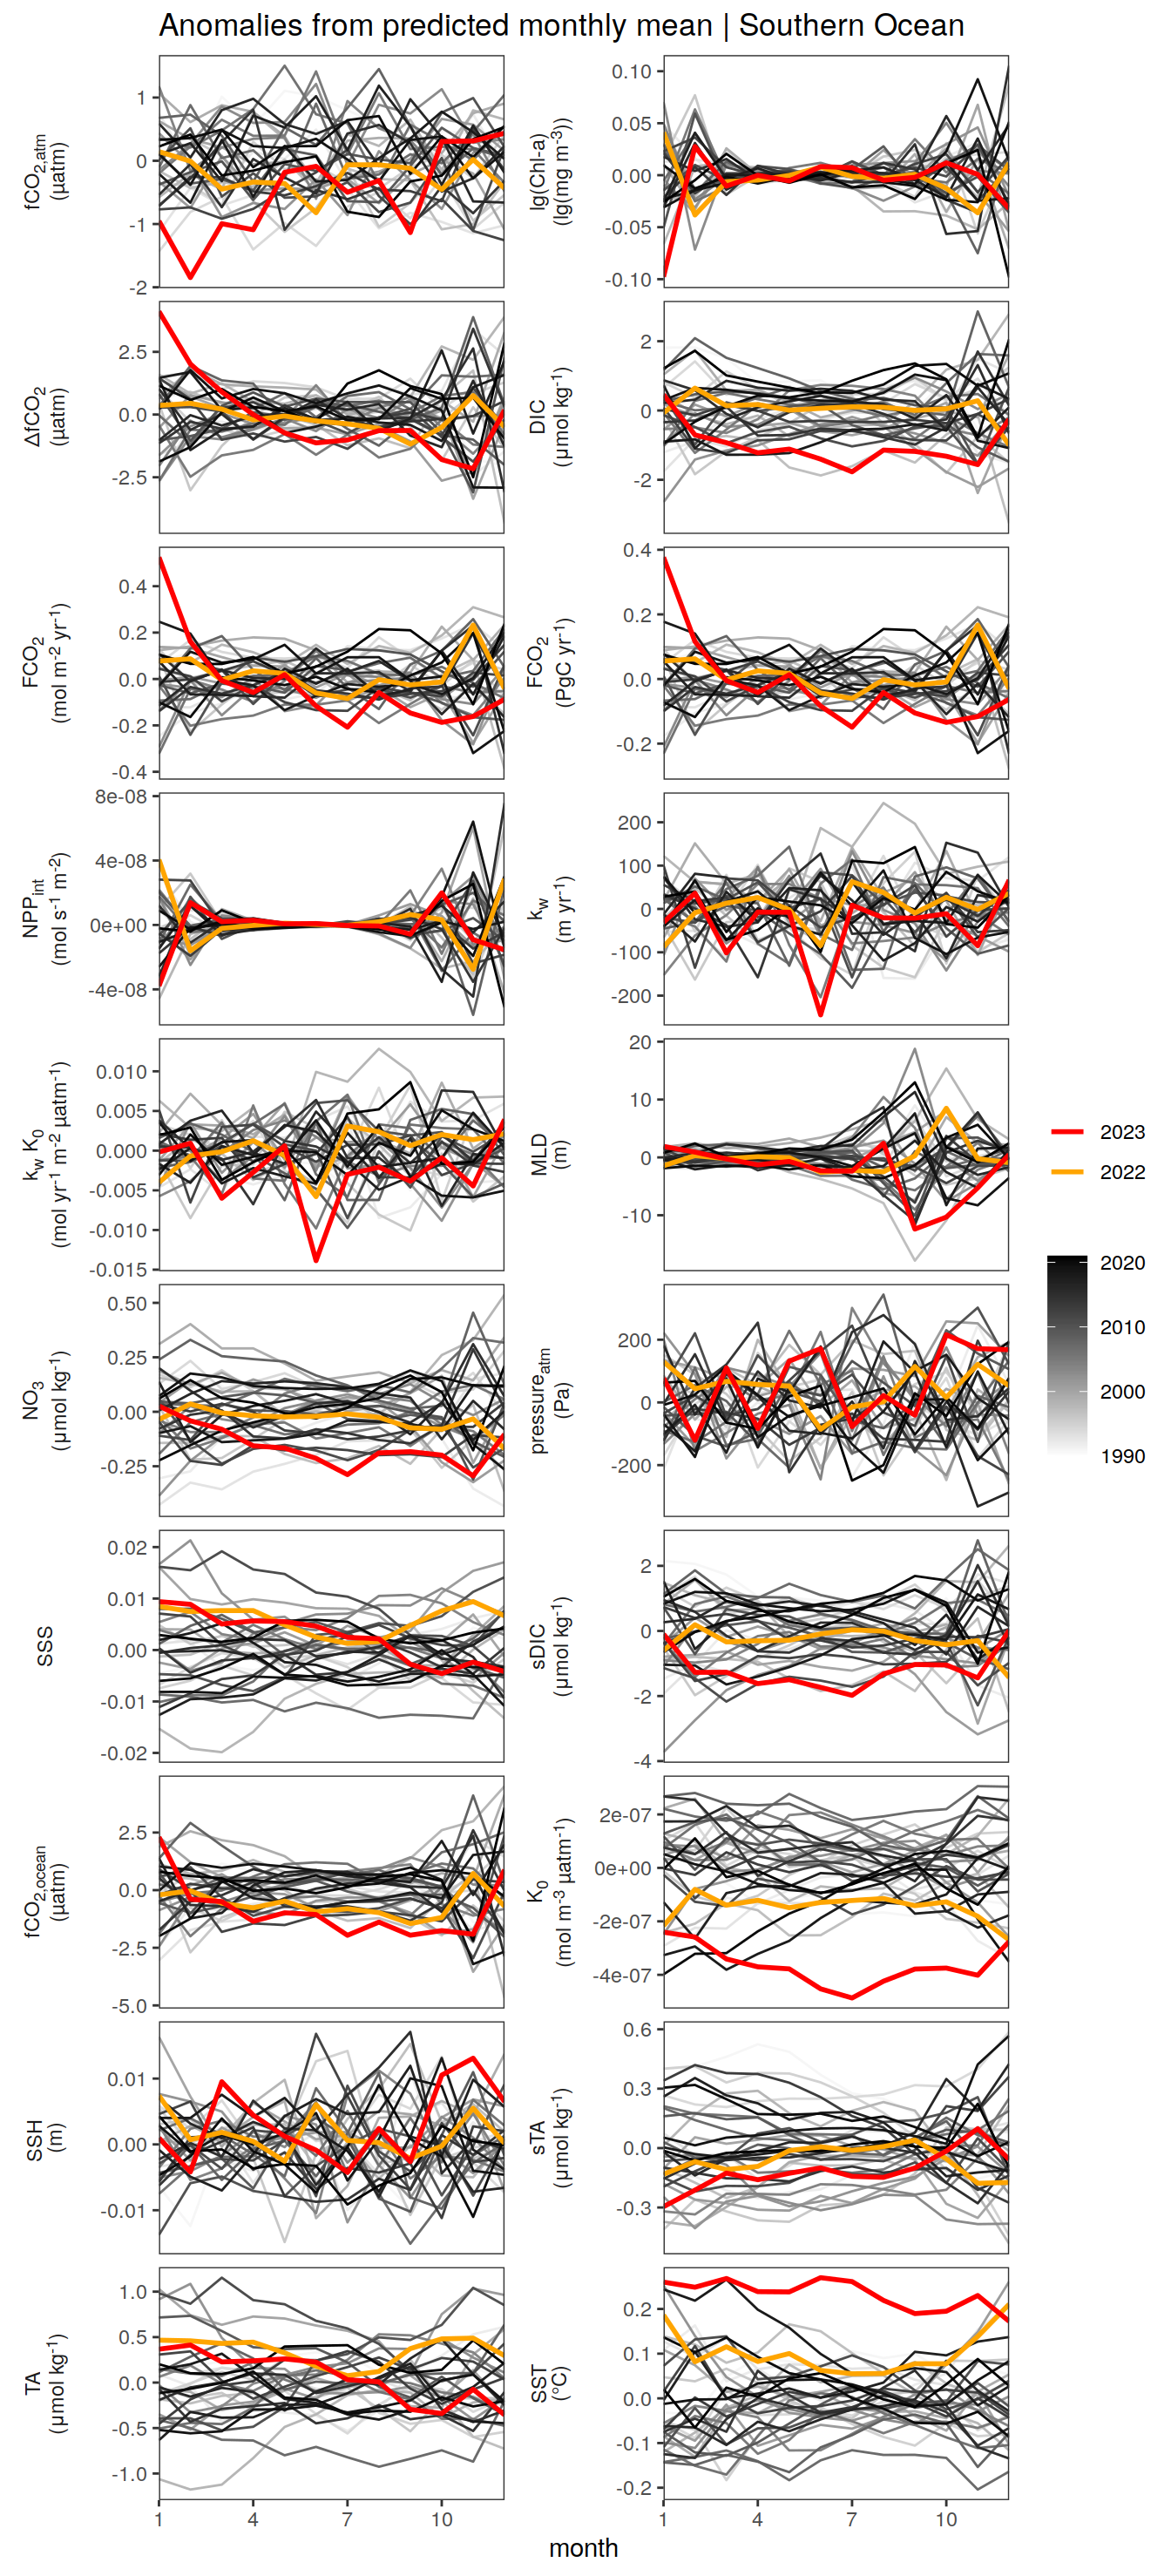 Anomalies from predicted monthly mean | Southern Ocean
fCO2,atm
(µatm)
1
0
-1
-2
lg(Chl-a)
(lg(mg m-3))
0.10
0.05
0.00
-0.05
-0.10
ΔfCO2
(µatm)
2.5
0.0
-2.5
DIC
(µmol kg-1)
2
0
-2
FCO2
(mol m-2 yr-1)
0.4
0.2
0.0
-0.2
-0.4
FCO2
(PgC yr-1)
0.4
0.2
0.0
-0.2
NPPint
(mol s-1 m-2)
8e-08
4e-08
0e+00
-4e-08
kw
(m yr-1)
200
100
0
-100
-200
kw K0
(mol yr-1 m-2 µatm-1)
0.010
0.005
0.000
-0.005
-0.010
-0.015
MLD
(m)
20
10
0
-10
NO3
(µmol kg-1)
0.50
0.25
0.00
-0.25
pressureatm
(Pa)
200
0
-200
SSS
0.02
0.01
0.00
-0.01
-0.02
sDIC
(µmol kg-1)
2
0
-2
-4
fCO2,ocean
(µatm)
2.5
0.0
-2.5
-5.0
K0
(mol m-3 µatm-1)
2e-07
0e+00
-2e-07
-4e-07
SSH
(m)
0.01
0.00
-0.01
sTA
(µmol kg-1)
0.6
0.3
0.0
-0.3
TA
(µmol kg-1)
1.0
0.5
0.0
-0.5
-1.0
SST
(°C)
0.2
0.1
0.0
-0.1
-0.2
1 4 7 10
1 4 7 10
month
2023
2022
2020
2010
2000
1990